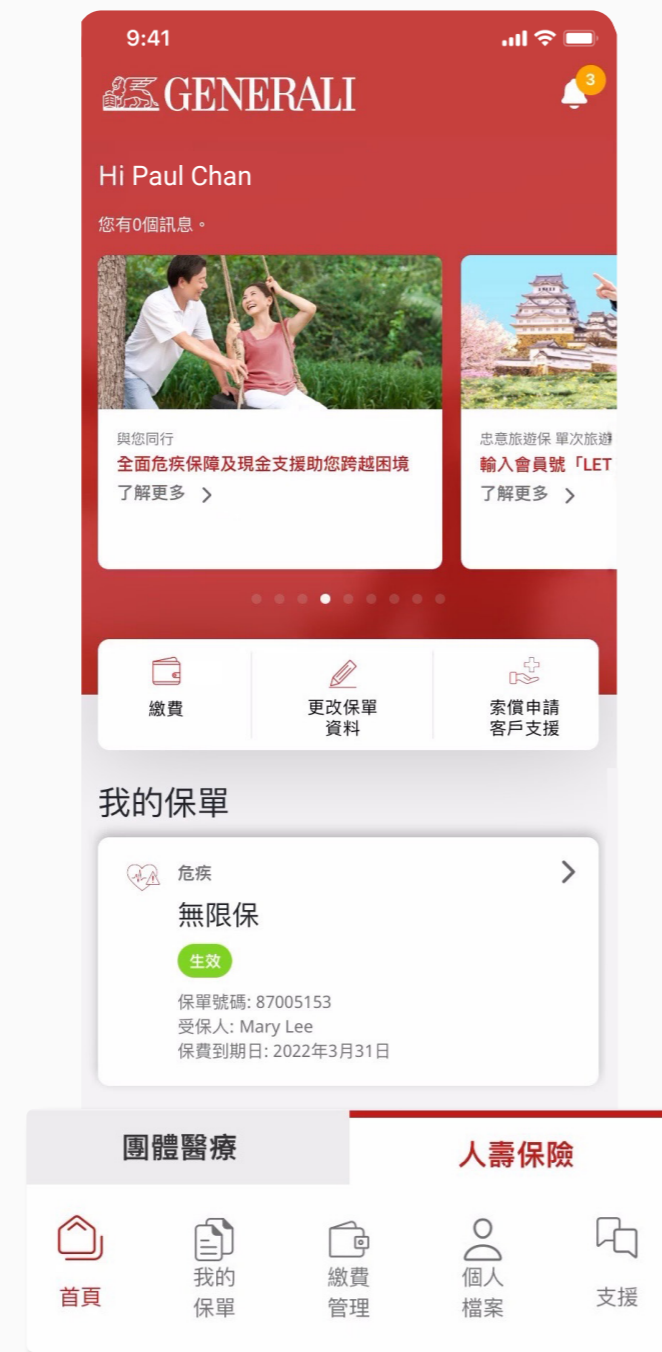 9:41
GENERALI
3
Hi Paul Chan
您有0個訊息。
與您同行
全面危疾保障及現金支援助您跨越困境
了解更多
忠意旅遊保 單次旅遊
輸入會員號「LET
了解更多
繳費
更改保單
資料
索償申請
客戶支援
我的保單
危疾
無限保
生效
保單號碼: 87005153
受保人: Mary Lee
保費到期日: 2022年3月31日
團體醫療
人壽保險
首頁
我的
保單
繳費
管理
個人
檔案
支援